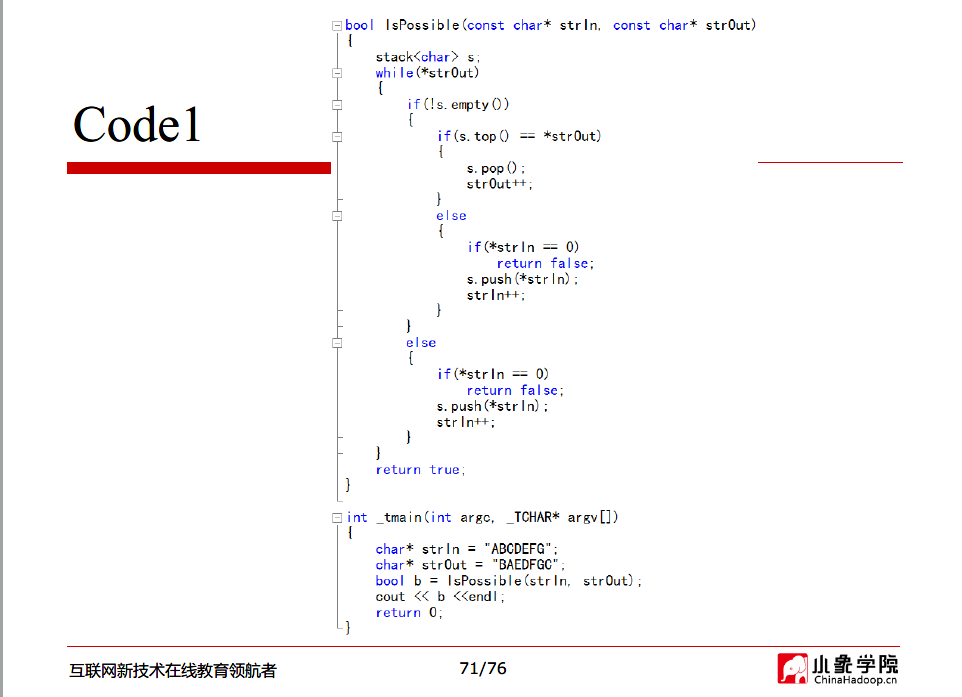 Code1
bool IsPossible(const char* strIn, const char* strOut)
{
    stack<char> s;
    while(*strOut)
    {
        if(!s.empty())
        {
            if(s.top() == *strOut)
            {
                s.pop();
                strOut++;
            }
            else
            {
                if(*strIn == 0)
                    return false;
                s.push(*strIn);
                strIn++;
            }
        }
        else
        {
            if(*strIn == 0)
                return false;
            s.push(*strIn);
            strIn++;
        }
    }
    return true;
}
int _tmain(int argc, _TCHAR* argv[])
{
    char* strIn = "ABCDEFG";
    char* strOut = "BAEDFGC";
    bool b = IsPossible(strIn, strOut);
    cout << b <<endl;
    return 0;
}
互联网新技术在线教育领航者
71/76
小象学院
ChinaHadoop.cn